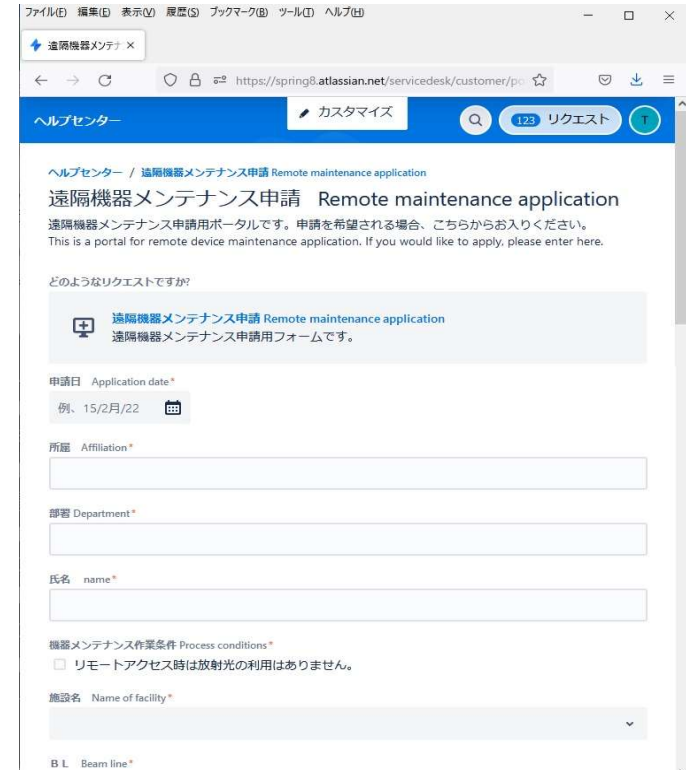 ファイル(F) 編集(E) 表示(V) 履歴(S) ブックマーク(B) ツール(T) ヘルプ(H)
遠隔機器メンテナ
https://spring8.atlassian.net/servicedesk/customer/po
ヘルプセンター
カスタマイズ
123 リクエスト
T
ヘルプセンター / 遠隔機器メンテナンス申請 Remote maintenance application
遠隔機器メンテナンス申請 Remote maintenance application
遠隔機器メンテナンス申請用ポータルです。申請を希望される場合、こちらからお入りください。
This is a portal for remote device maintenance application. If you would like to apply, please enter here.
どのようなリクエストですか?
遠隔機器メンテナンス申請 Remote maintenance application
遠隔機器メンテナンス申請用フォームです。
申請日 Application date*
例、15/2月/22
所属 Affiliation*
部署 Department*
氏名 name*
機器メンテナンス作業条件 Process conditions*
リモートアクセス時は放射光の利用はありません。
施設名 Name of facility*
BL Beam line*